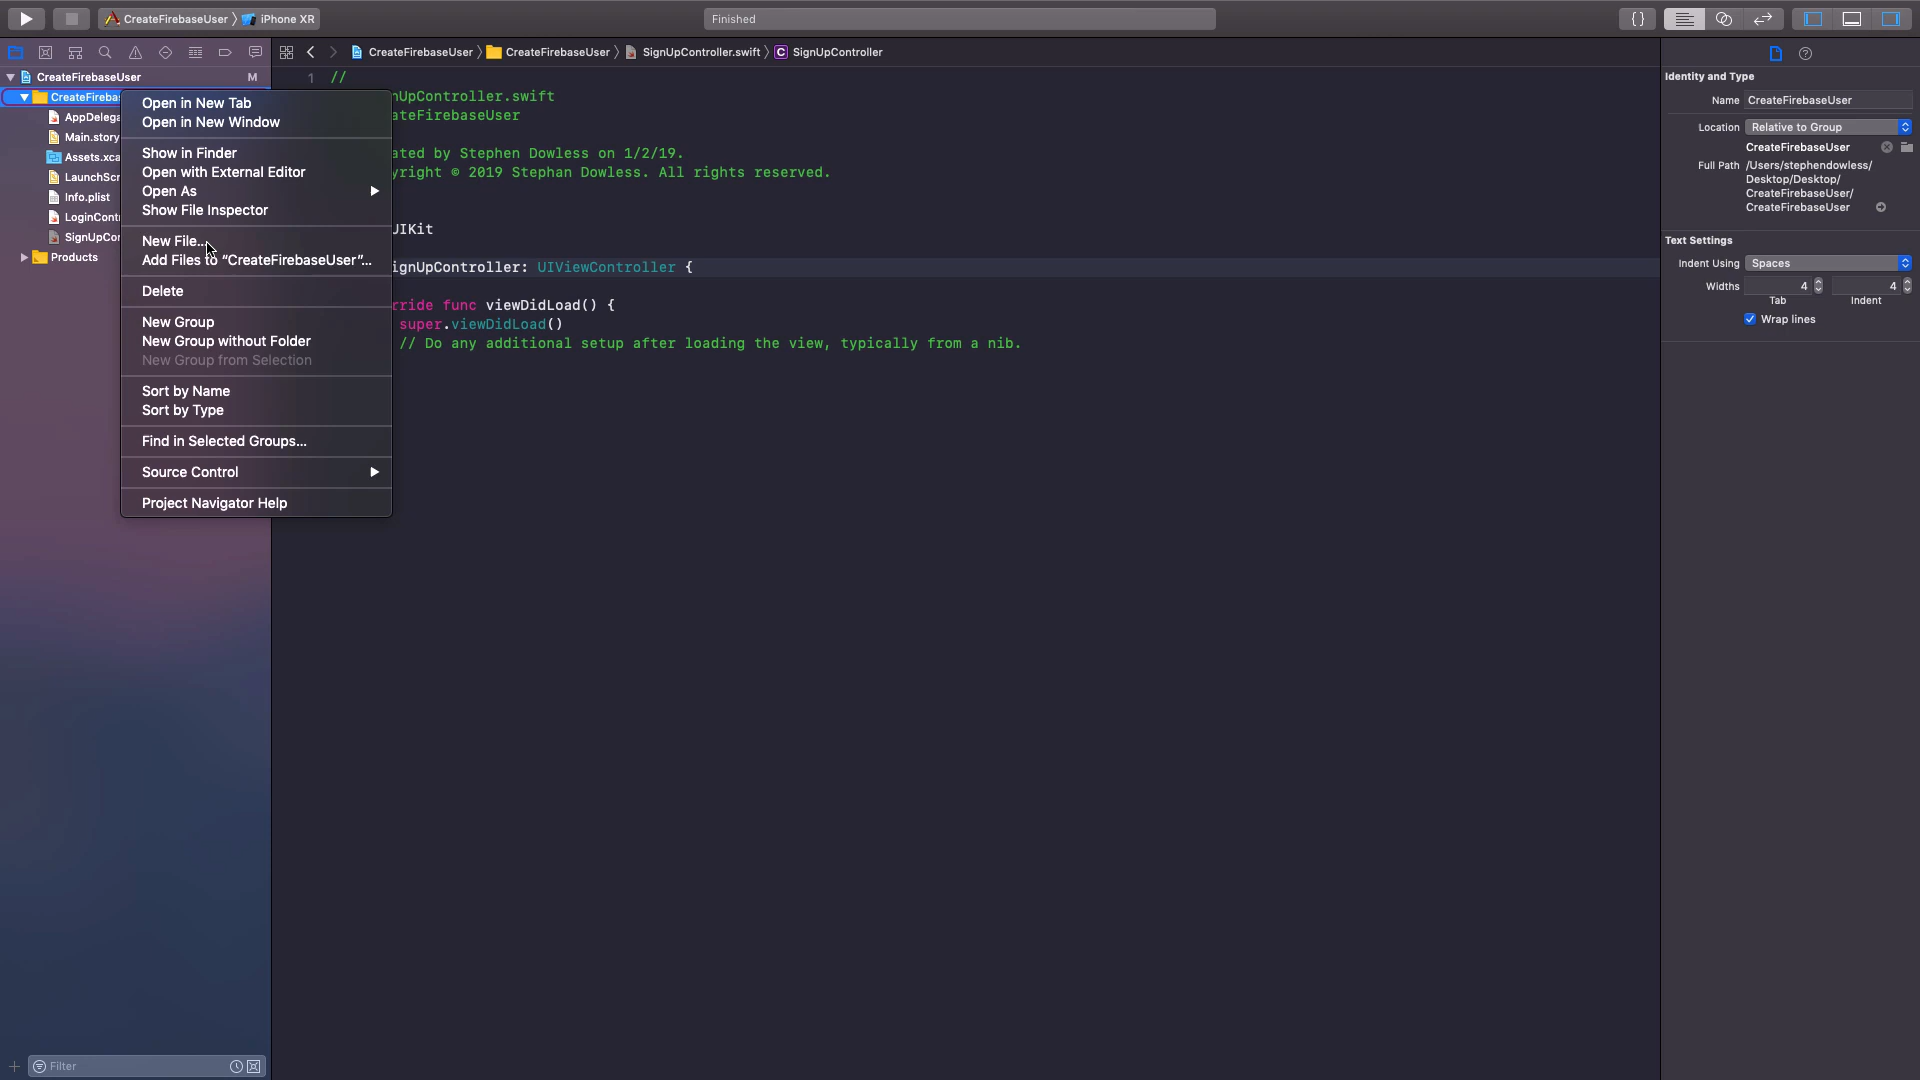 CreateFirebaseUser
iPhone XR
Finished
{}
CreateFirebaseUser
CreateFirebaseUser
SignUpController.swift
C
SignUpController
CreateFirebaseUser
M
CreateFirebas
AppDelega
Main.story
Assets.xca
LaunchScr
Info.plist
LoginContr
SignUpCor
Products
Open in New Tab
Open in New Window
Show in Finder
Open with External Editor
Open As
Show File Inspector
New File...
Add Files to “CreateFirebaseUser”...
Delete
New Group
New Group without Folder
New Group from Selection
Sort by Name
Sort by Type
Find in Selected Groups...
Source Control
Project Navigator Help
1
//
nUpController.swift
ateFirebaseUser
ated by Stephen Dowless on 1/2/19.
yright © 2019 Stephan Dowless. All rights reserved.
UIKit
ignUpController: UIViewController {
rride func viewDidLoad() {
super.viewDidLoad()
// Do any additional setup after loading the view, typically from a nib.
Identity and Type
Name CreateFirebaseUser
Location Relative to Group
CreateFirebaseUser
Full Path /Users/stephendowless/
Desktop/Desktop/
CreateFirebaseUser/
CreateFirebaseUser
Text Settings
Indent Using Spaces
Widths 4 4
Tab Indent
Wrap lines
Filter